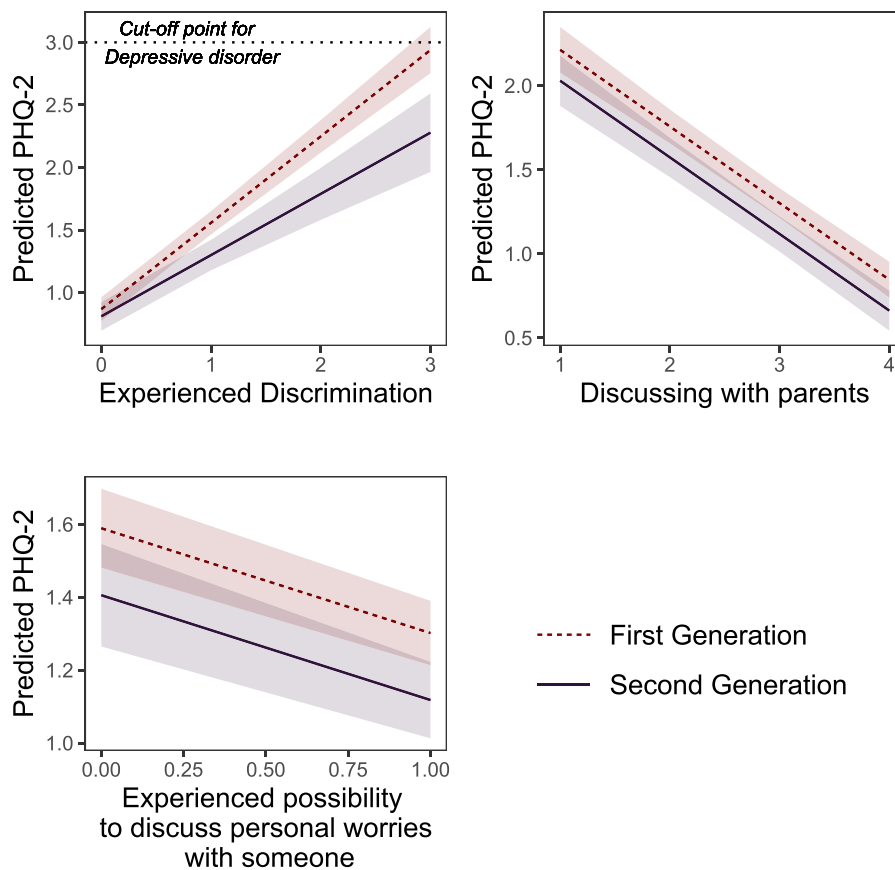 Cut-off point for
Depressive disorder
Predicted PHQ-2
3.0
2.5
2.0
1.5
1.0
0 1 2 3
Experienced Discrimination
Predicted PHQ-2
2.0
1.5
1.0
0.5
1 2 3 4
Discussing with parents
Predicted PHQ-2
1.6
1.4
1.2
1.0
0.00 0.25 0.50 0.75 1.00
Experienced possibility
to discuss personal worries
with someone
First Generation
Second Generation